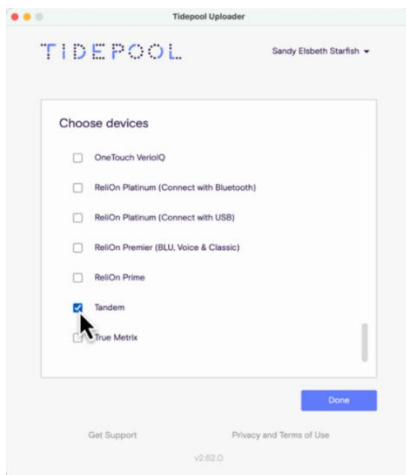 Tidepool Uploader
TIDEPOOL
Sandy Elsbeth Starfish
Choose devices
OneTouch VerioIQ
ReliOn Platinum (Connect with Bluetooth)
ReliOn Platinum (Connect with USB)
ReliOn Premier (BLU, Voice & Classic)
ReliOn Prime
Tandem
True Metrix
Done
Get Support
Privacy and Terms of Use
v2.62.0